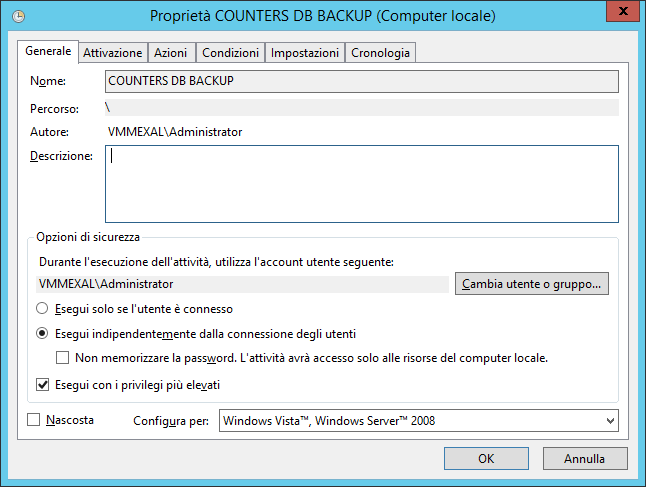 Proprietà COUNTERS DB BACKUP (Computer locale)
Generale Attivazione Azioni Condizioni Impostazioni Cronologia
Nome: COUNTERS DB BACKUP
Percorso: \
Autore: VMMEXAL\Administrator
Descrizione:
Opzioni di sicurezza
Durante l'esecuzione dell'attività, utilizza l'account utente seguente:
VMMEXAL\Administrator Cambia utente o gruppo...
Esegui solo se l'utente è connesso
Esegui indipendentemente dalla connessione degli utenti
Non memorizzare la password. L'attività avrà accesso solo alle risorse del computer locale.
Esegui con i privilegi più elevati
Nascosta Configura per: Windows Vista™, Windows Server™ 2008
OK Annulla